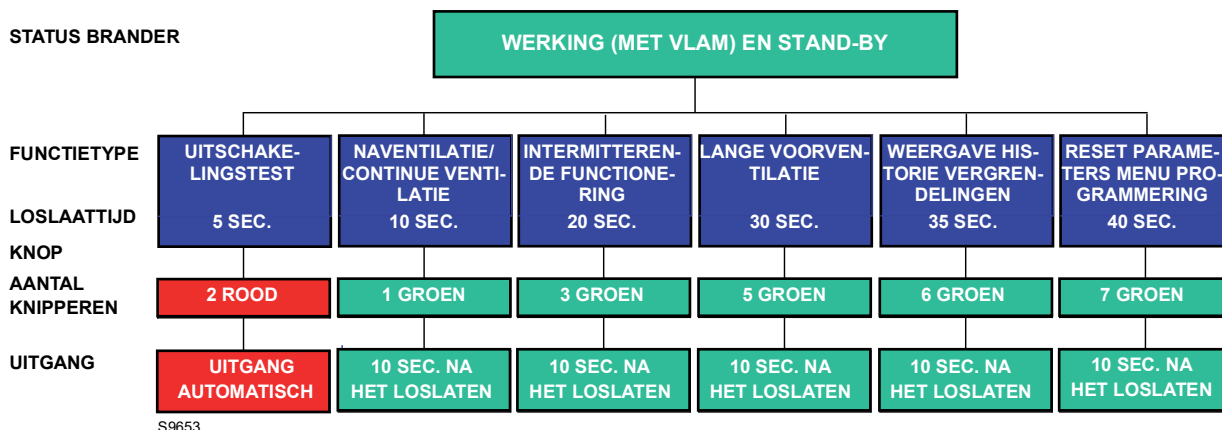 STATUS BRANDER
WERKING (MET VLAM) EN STAND-BY
FUNCTIETYPE
UITSCHAKE-
LINGSTEST
NAVENTILATIE/
CONTINUE VENTI-
LATIE
INTERMITTEREN-
DE FUNCTIONE-
RING
LANGE VOORVEN-
TILATIE
WEERGAVE HIS-
TORIE VERGREN-
DELINGEN
RESET PARAME-
TERS MENU PRO-
GRAMMERING
LOSLAATTIJD
KNOP
5 SEC.
10 SEC.
20 SEC.
30 SEC.
35 SEC.
40 SEC.
AANTAL
KNIPPEREN
2 ROOD
1 GROEN
3 GROEN
5 GROEN
6 GROEN
7 GROEN
UITGANG
UITGANG
AUTOMATISCH
10 SEC. NA
HET LOSLATEN
10 SEC. NA
HET LOSLATEN
10 SEC. NA
HET LOSLATEN
10 SEC. NA
HET LOSLATEN
10 SEC. NA
HET LOSLATEN
S9653